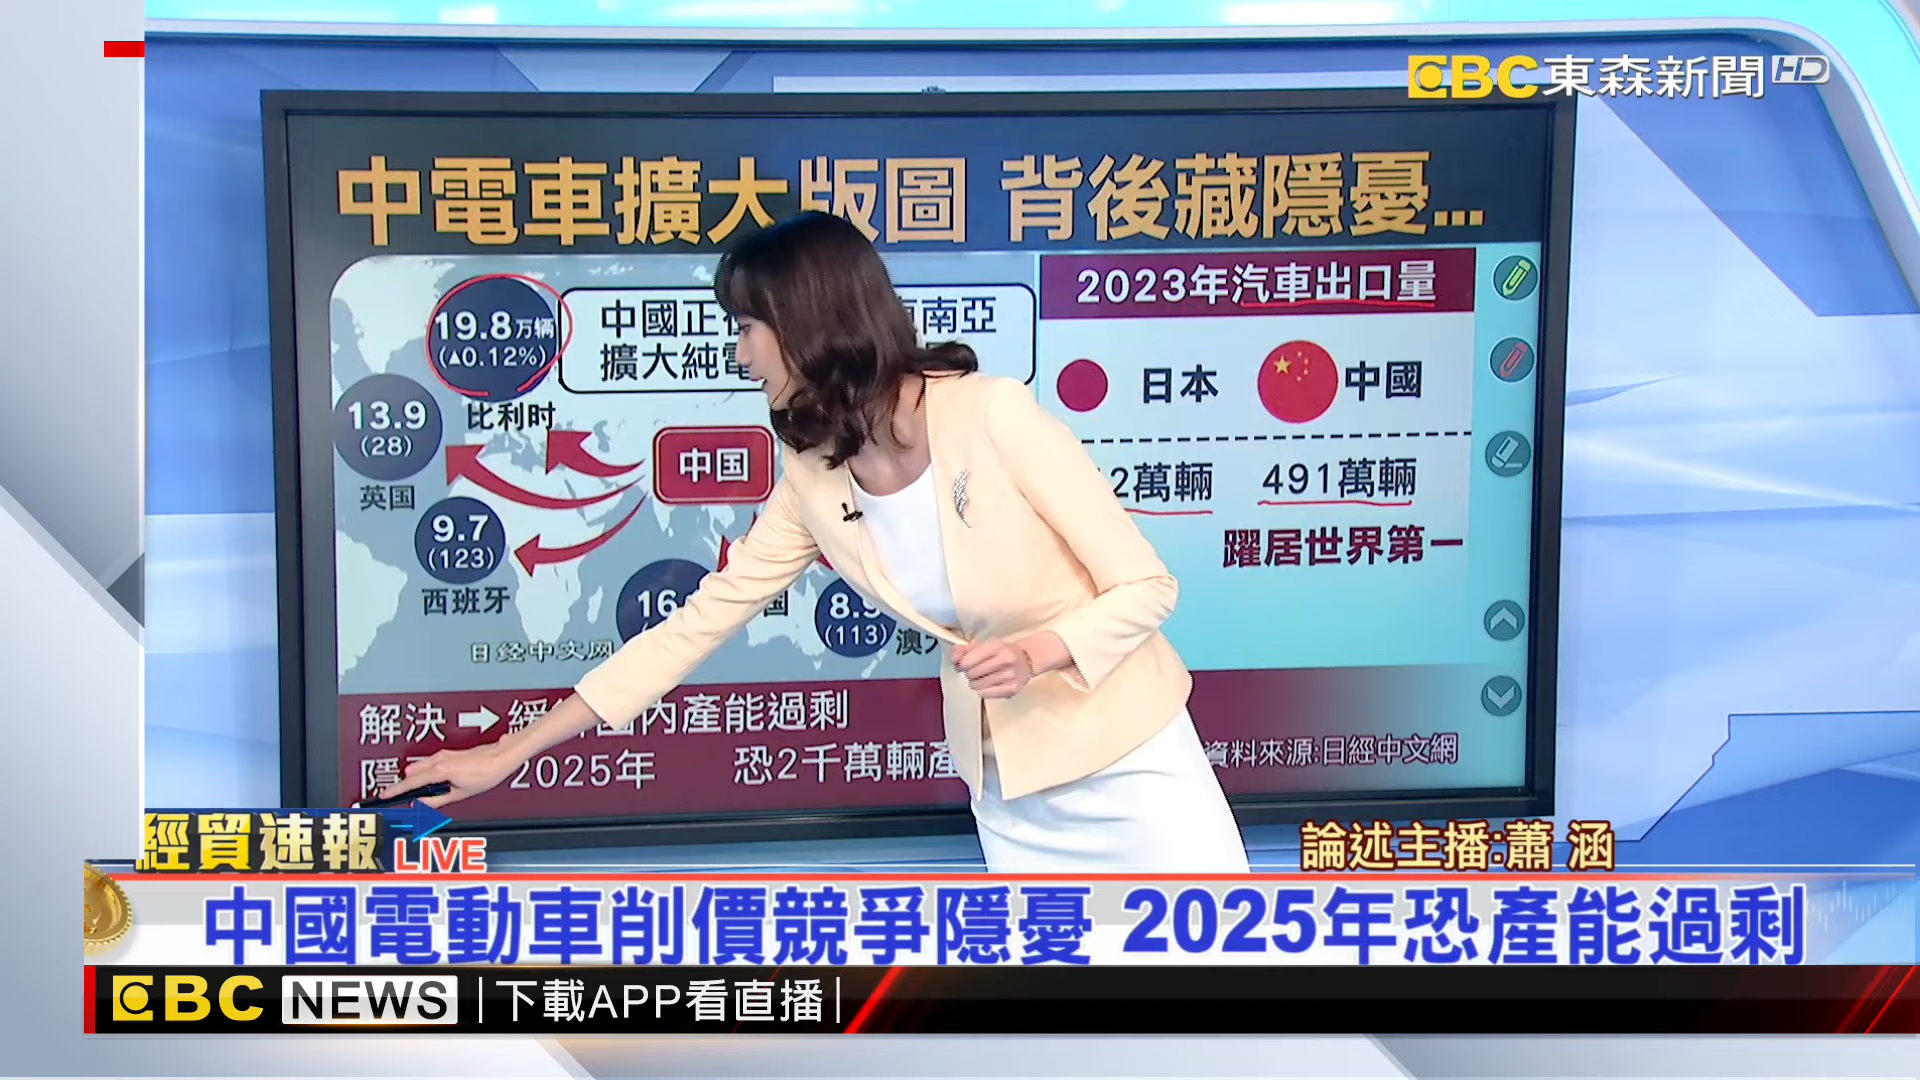 EBC東森新聞HD
中電車擴大版圖 背後藏隱憂...
19.8万辆
(▲0.12%)
比利时
中國正 南亞
擴大純
13.9
(28)
英国
中国
9.7
(123)
西班牙
16
国
8.
(113)
澳
日经中文网
2023年汽車出口量
日本
中國
2萬輛
491萬輛
躍居世界第一
解決➡緩 國內產能過剩
隱 2025年 恐2千萬輛產
資料來源:日經中文網
經貿速報
LIVE
論述主播:蕭 涵
中國電動車削價競爭隱憂 2025年恐產能過剩
EBC NEWS|下載APP看直播|